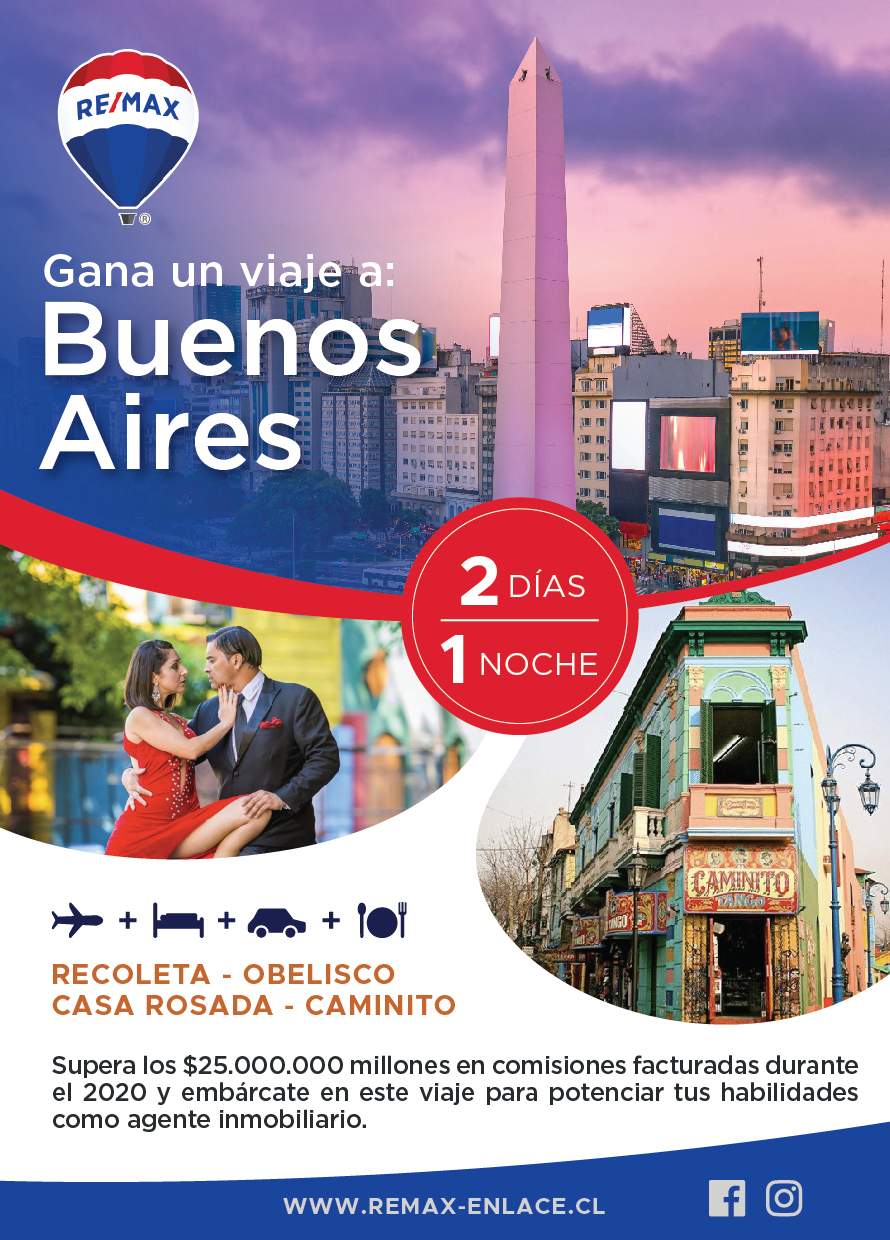 RE/MAX
®
Gana un viaje a:
Buenos
Aires
2 DÍAS
1 NOCHE
CAMINITO
TANGO
TANGO
+ + +
RECOLETA - OBELISCO
CASA ROSADA - CAMINITO
Supera los $25.000.000 millones en comisiones facturadas durante
el 2020 y embárcate en este viaje para potenciar tus habilidades
como agente inmobiliario.
WWW.REMAX-ENLACE.CL